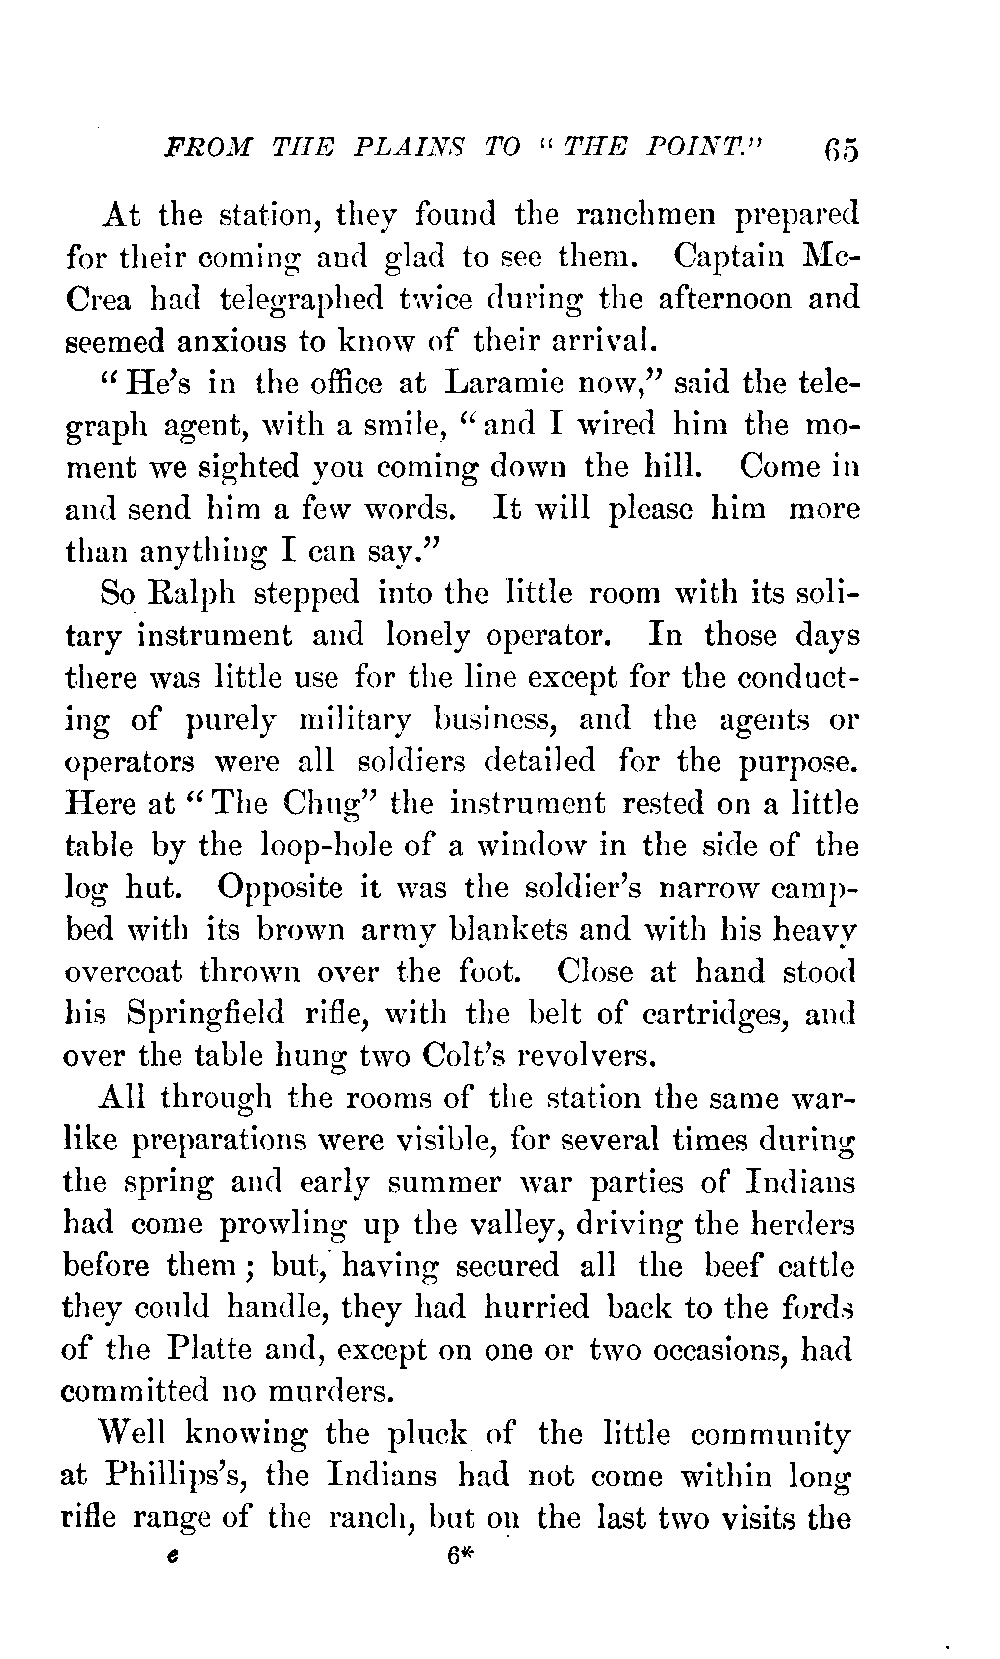 FROM THE PLAINS TO “ THE POINT.” 65
At the station, they found the ranchmen prepared
for their coming and glad to see them. Captain Mc-
Crea had telegraphed twice during the afternoon and
seemed anxious to know of their arrival.
“ He’s in the office at Laramie now,” said the tele-
graph agent, with a smile, “ and I wired him the mo-
ment we sighted you coming down the hill. Come in
and send him a few words. It will please him more
than anything I can say.”
So Ralph stepped into the little room with its soli-
tary instrument and lonely operator. In those days
there was little use for the line except for the conduct-
ing of purely military business, and the agents or
operators were all soldiers detailed for the purpose.
Here at “ The Chug” the instrument rested on a little
table by the loop-hole of a window in the side of the
log hut. Opposite it was the soldier’s narrow camp-
bed with its brown army blankets and with his heavy
overcoat thrown over the foot. Close at hand stood
his Springfield rifle, with the belt of cartridges, and
over the table hung two Colt’s revolvers.
All through the rooms of the station the same war-
like preparations were visible, for several times during
the spring and early summer war parties of Indians
had come prowling up the valley, driving the herders
before them ; but, having secured all the beef cattle
they could handle, they had hurried back to the fords
of the Platte and, except on one or two occasions, had
committed no murders.
Well knowing the pluck of the little community
at Phillips’s, the Indians had not come within long
rifle range of the ranch, but on the last two visits the
e 6*